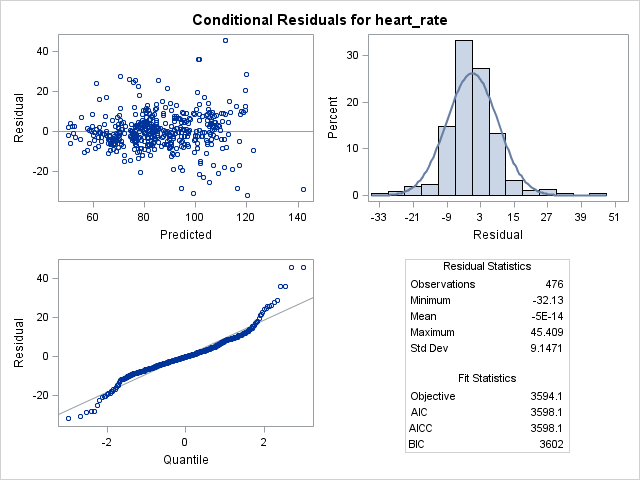 Conditional Residuals for heart_rate
40
20
0
-20
Residual
60 80 100 120 140
Predicted
30
20
10
0
Percent
-33 -21 -9 3 15 27 39 51
Residual
40
20
0
-20
Residual
-2 0 2
Quantile
Residual Statistics
Observations 476
Minimum -32.13
Mean -5E-14
Maximum 45.409
Std Dev 9.1471
Fit Statistics
Objective 3594.1
AIC 3598.1
AICC 3598.1
BIC 3602